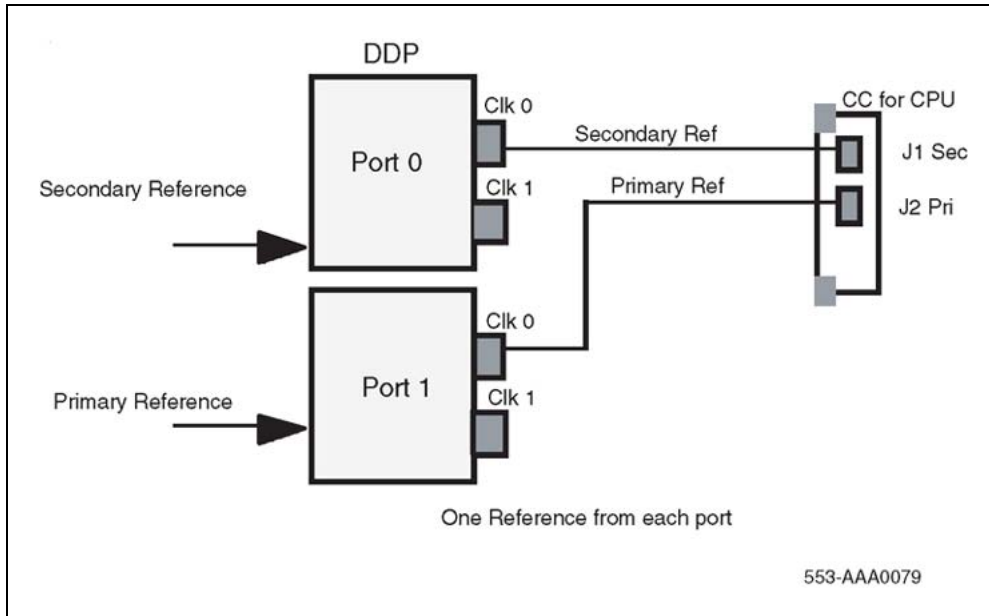 DDP
Clk 0
CC for CPU
Secondary Ref
J1 Sec
Port 0
Clk 1
Primary Ref
Secondary Reference
J2 Pri
Clk 0
Port 1
Clk 1
Primary Reference
One Reference from each port
553-AAA0079